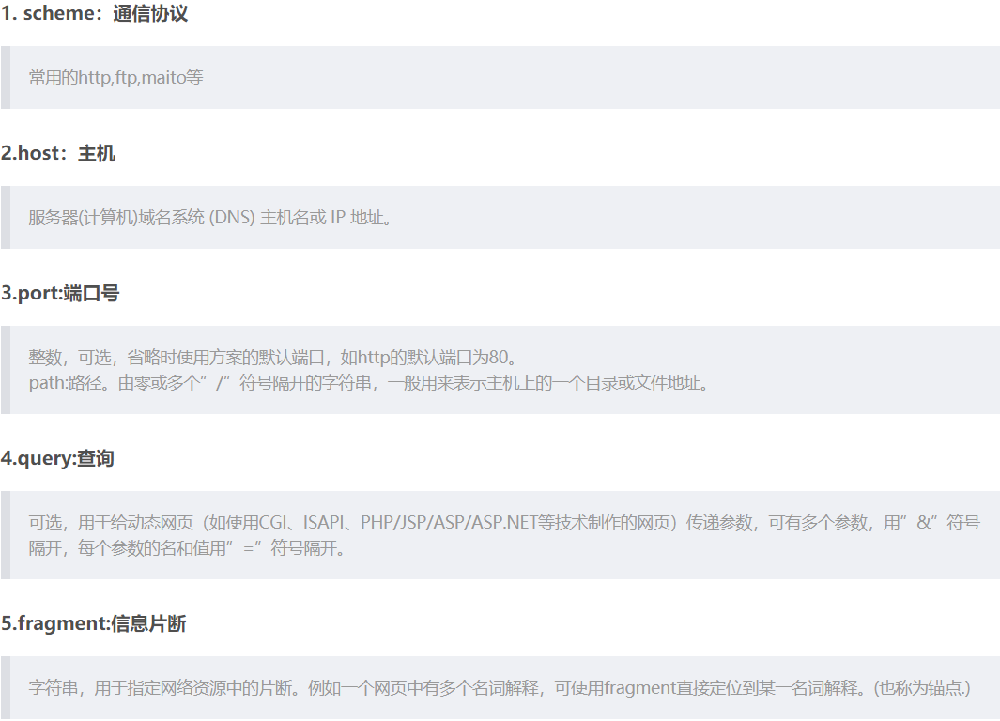 1. scheme：通信协议
常用的http,ftp,maito等
2.host：主机
服务器(计算机)域名系统 (DNS) 主机名或 IP 地址。
3.port:端口号
整数，可选，省略时使用方案的默认端口，如http的默认端口为80。
path:路径。由零或多个”/”符号隔开的字符串，一般用来表示主机上的一个目录或文件地址。
4.query:查询
可选，用于给动态网页（如使用CGI、ISAPI、PHP/JSP/ASP/ASP.NET等技术制作的网页）传递参数，可有多个参数，用”&”符号
隔开，每个参数的名和值用”=”符号隔开。
5.fragment:信息片断
字符串，用于指定网络资源中的片断。例如一个网页中有多个名词解释，可使用fragment直接定位到某一名词解释。(也称为锚点.)